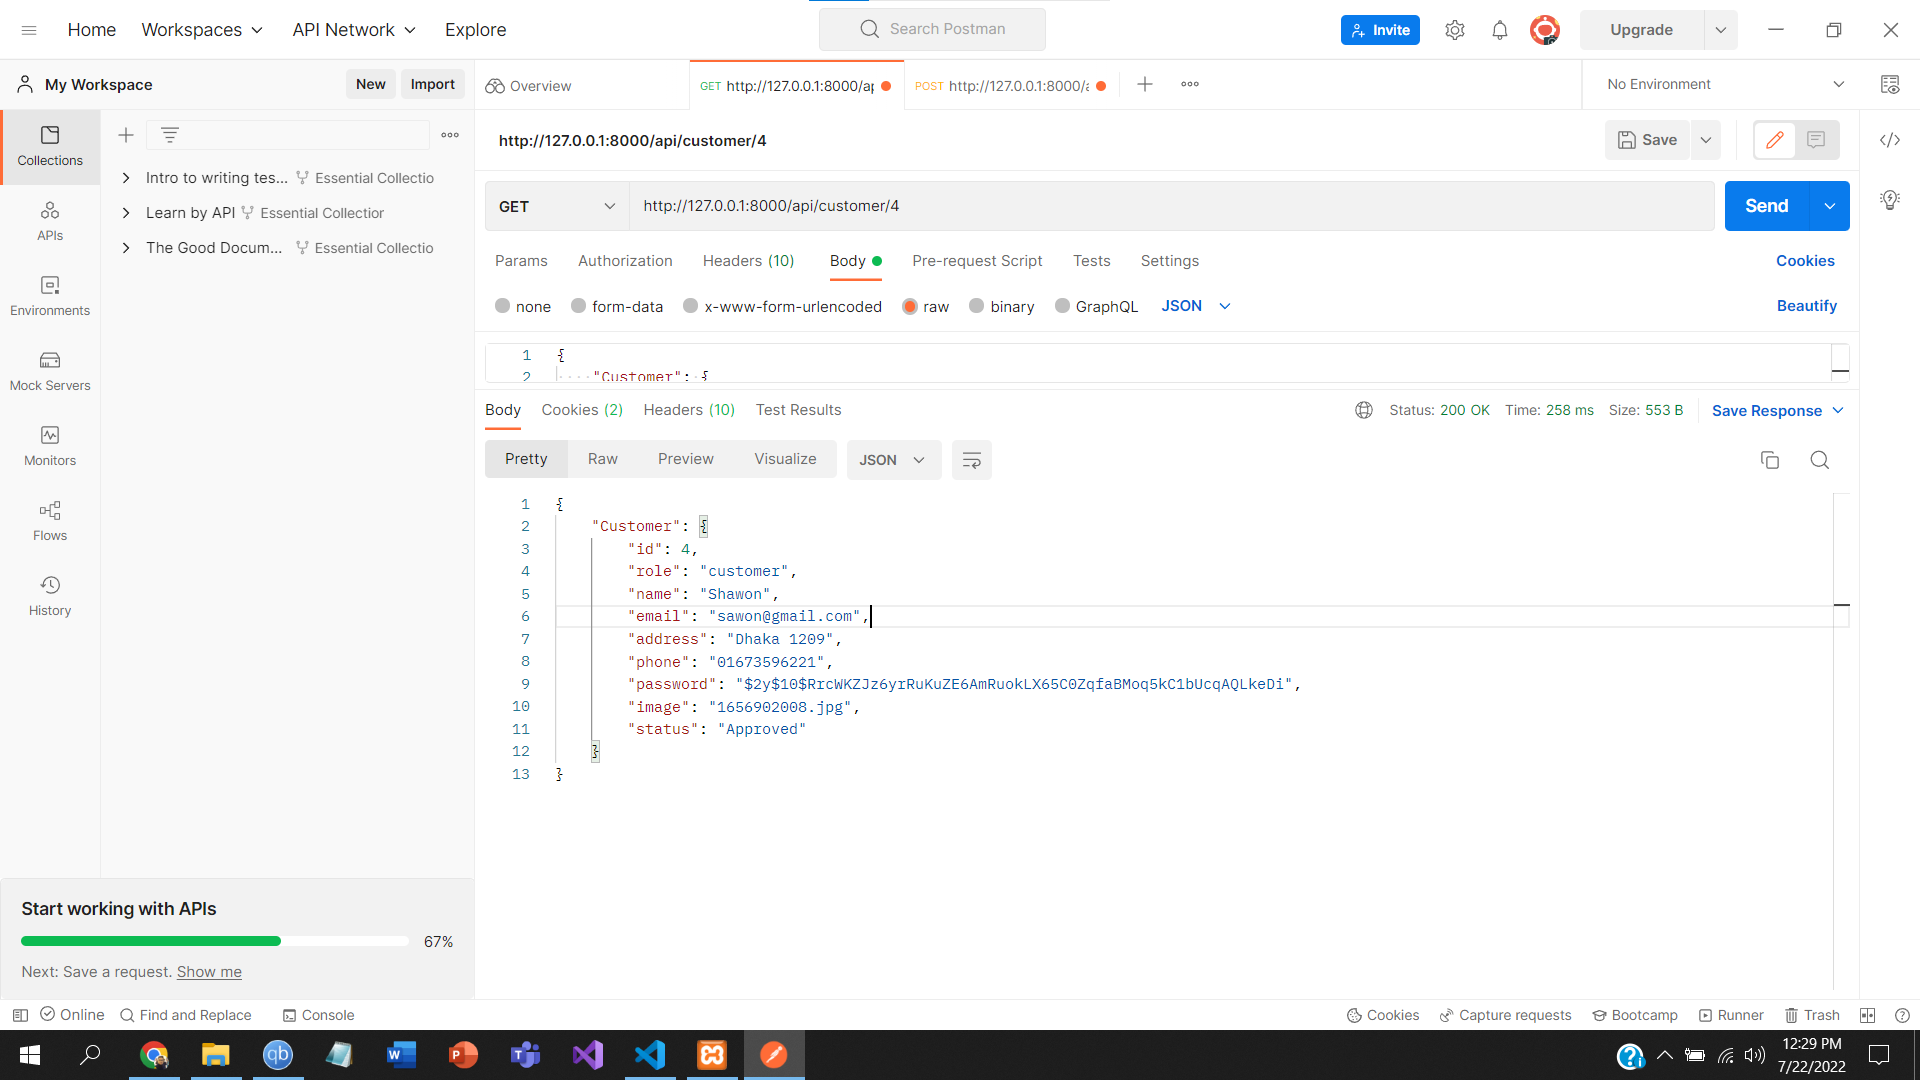 Home Workspaces API Network Explore Search Postman Invite Upgrade
My Workspace New Import Overview GET http://127.0.0.1:8000/ap POST http://127.0.0.1:8000/a No Environment
Collections
APIs
Environments
Mock Servers
Monitors
Flows
History
Intro to writing tes... Essential Collectio
Learn by API Essential Collection
The Good Docum... Essential Collectio
http://127.0.0.1:8000/api/customer/4 Save
GET http://127.0.0.1:8000/api/customer/4 Send
Params Authorization Headers (10) Body Pre-request Script Tests Settings Cookies
none form-data x-www-form-urlencoded raw binary GraphQL JSON Beautify
1 {
2 "Customer": {
Body Cookies (2) Headers (10) Test Results Status: 200 OK Time: 258 ms Size: 553 B Save Response
Pretty Raw Preview Visualize JSON
1 {
2 "Customer": {
3 "id": 4,
4 "role": "customer",
5 "name": "Shawon",
6 "email": "sawon@gmail.com",
7 "address": "Dhaka 1209",
8 "phone": "01673596221",
9 "password": "$2y$10$RrcWKZJz6yrRuKuZE6AmRuokLX65C0ZqfaBMoq5kC1bUcqAQLkeDi",
10 "image": "1656902008.jpg",
11 "status": "Approved"
12 }
13 }
Start working with APIs
67%
Next: Save a request. Show me
Online Find and Replace Console Cookies Capture requests Bootcamp Runner Trash
12:29 PM
7/22/2022